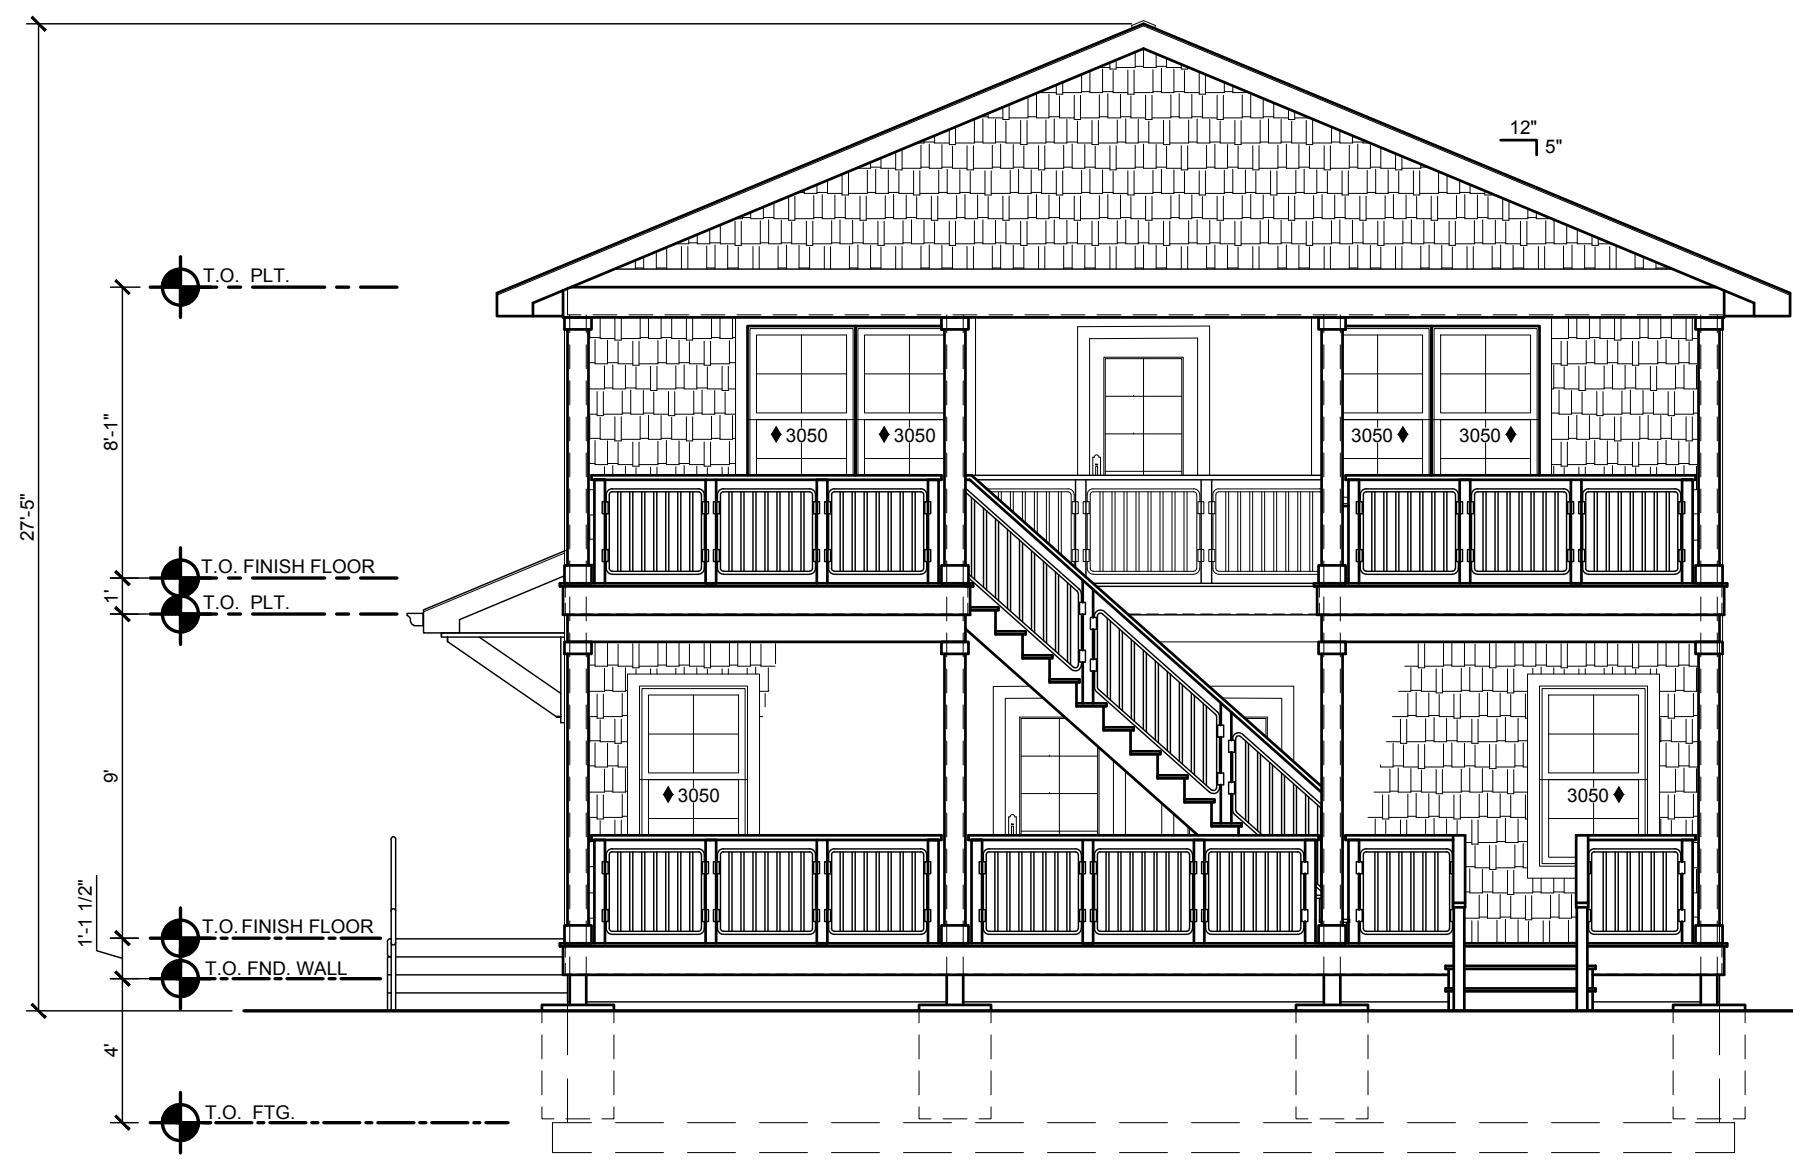 12"
5"
T.O. PLT.
8'-1"
◆3050
◆3050
3050◆
3050◆
27'-5"
T.O. FINISH FLOOR
1'
T.O. PLT.
9'
◆3050
3050◆
1'-1 1/2"
T.O. FINISH FLOOR
T.O. FND. WALL
4'
T.O. FTG.